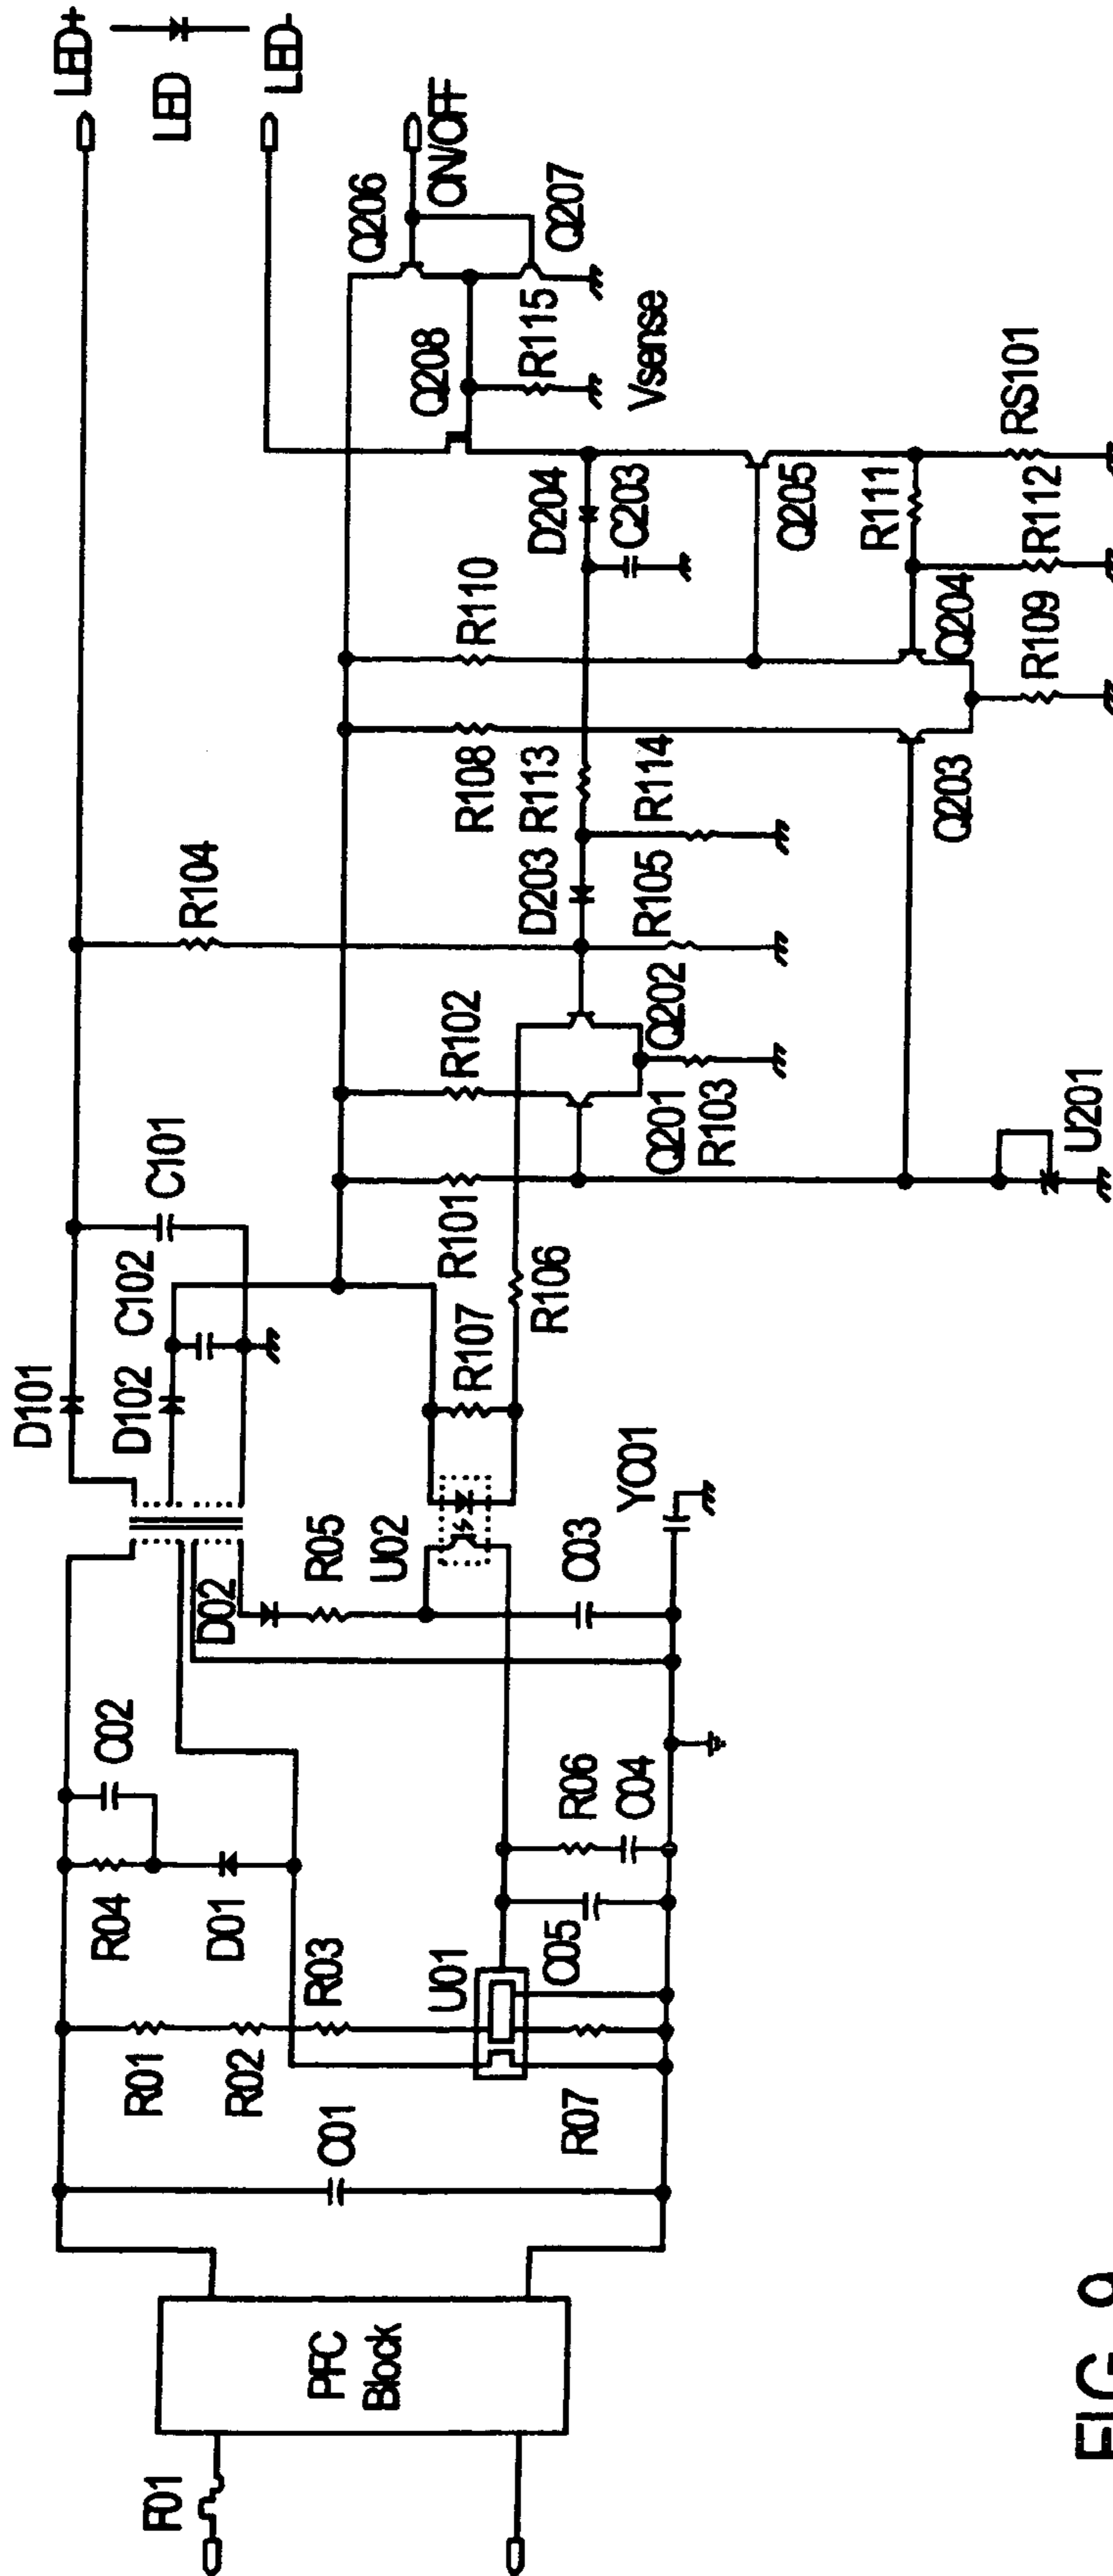 F01
PFC
Block
C01
R01
R02
R03
R04
D01
C02
U01
R07
C05
R06
C04
D02
R05
U02
C03
YC01
D101
D102
C102
C101
R107
R106
R101
R102
Q201
R103
Q202
U201
R104
D203
R105
R113
R114
R108
R110
Q203
Q204
R109
R112
R111
Q205
RS101
D204
C203
Vsense
Q208
R115
Q206
Q207
ON/OFF
LED+
LED
LED-
FIG